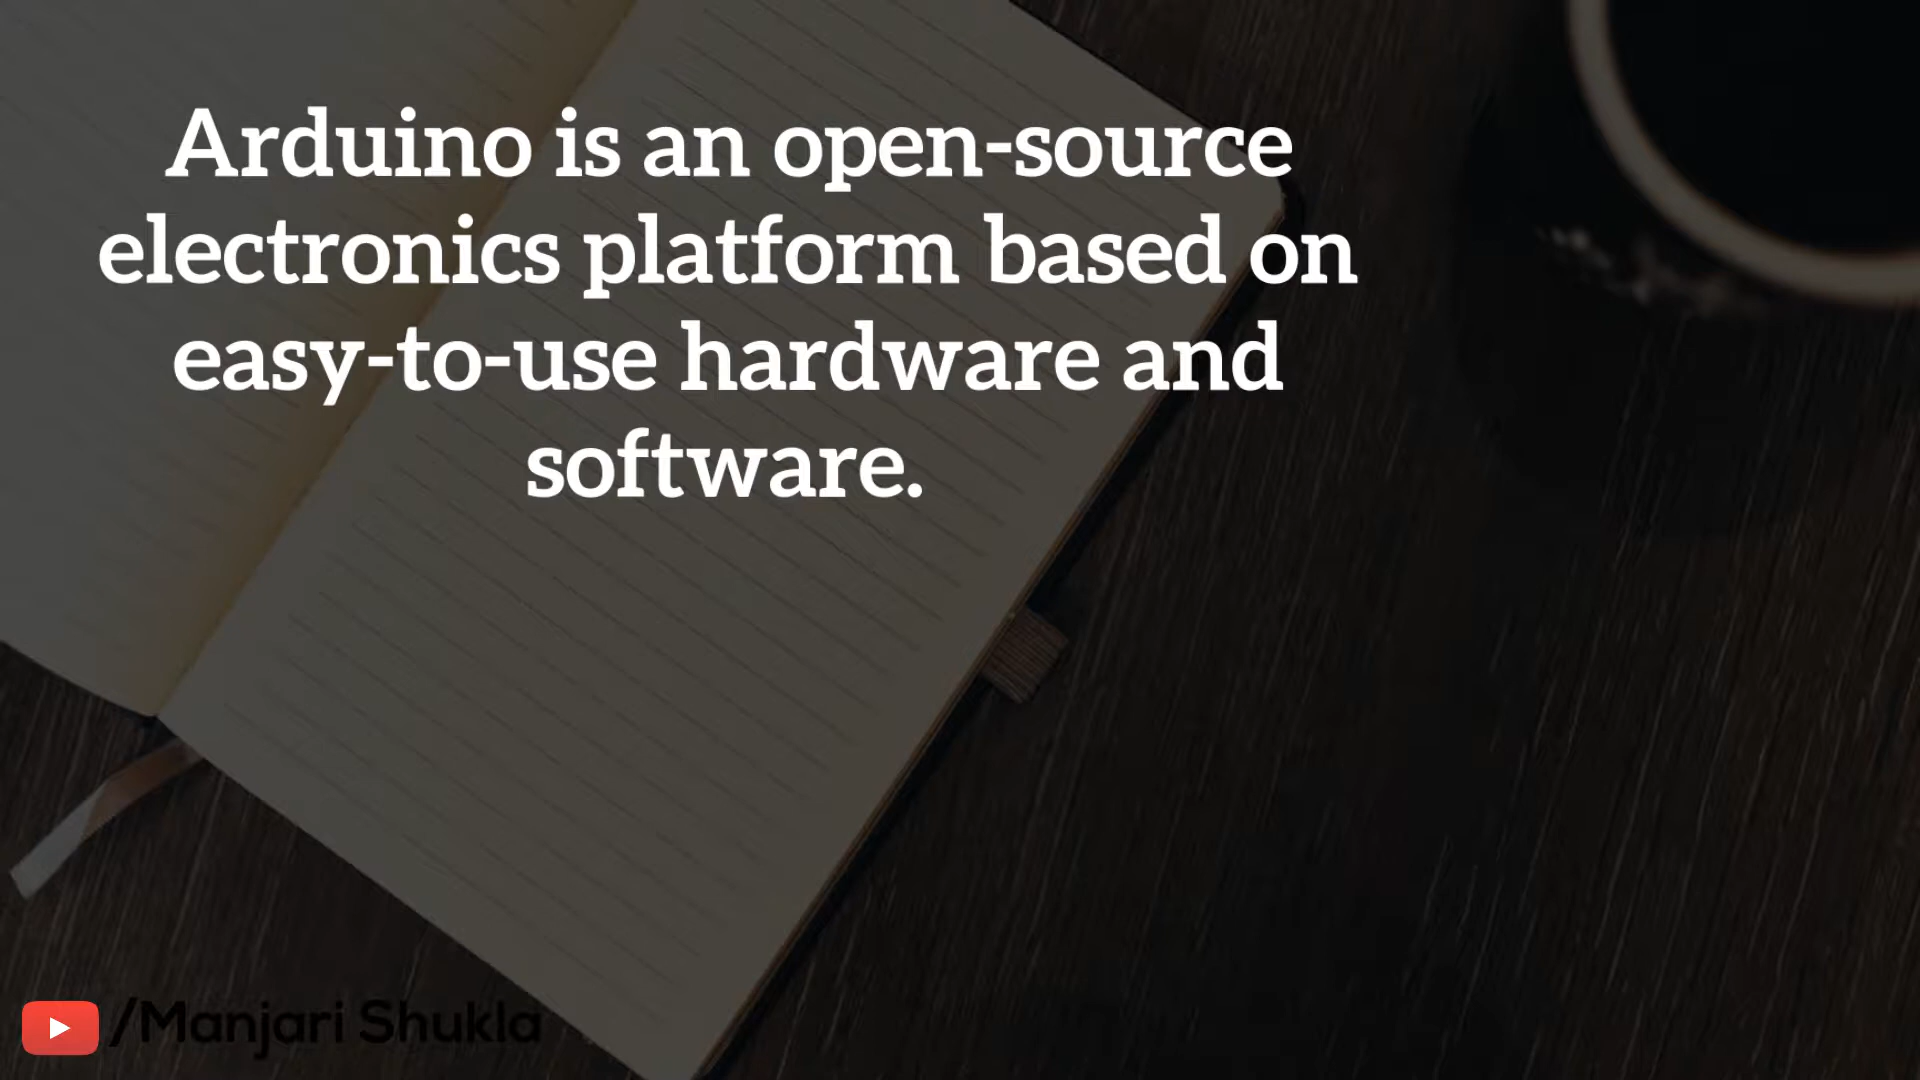 Arduino is an open-source
electronics platform based on
easy-to-use hardware and
software.
/Manjari Shukla